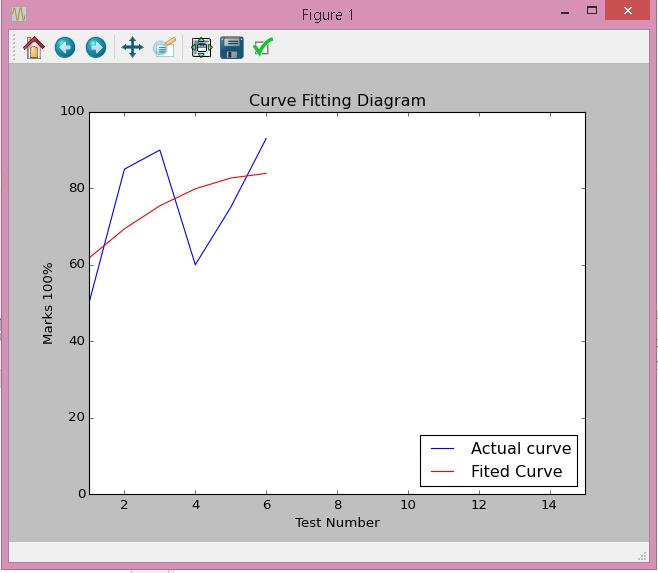 Figure 1
Curve Fitting Diagram
100
80
60
40
20
0
Marks 100%
2 4 6 8 10 12 14
Test Number
Actual curve
Fited Curve